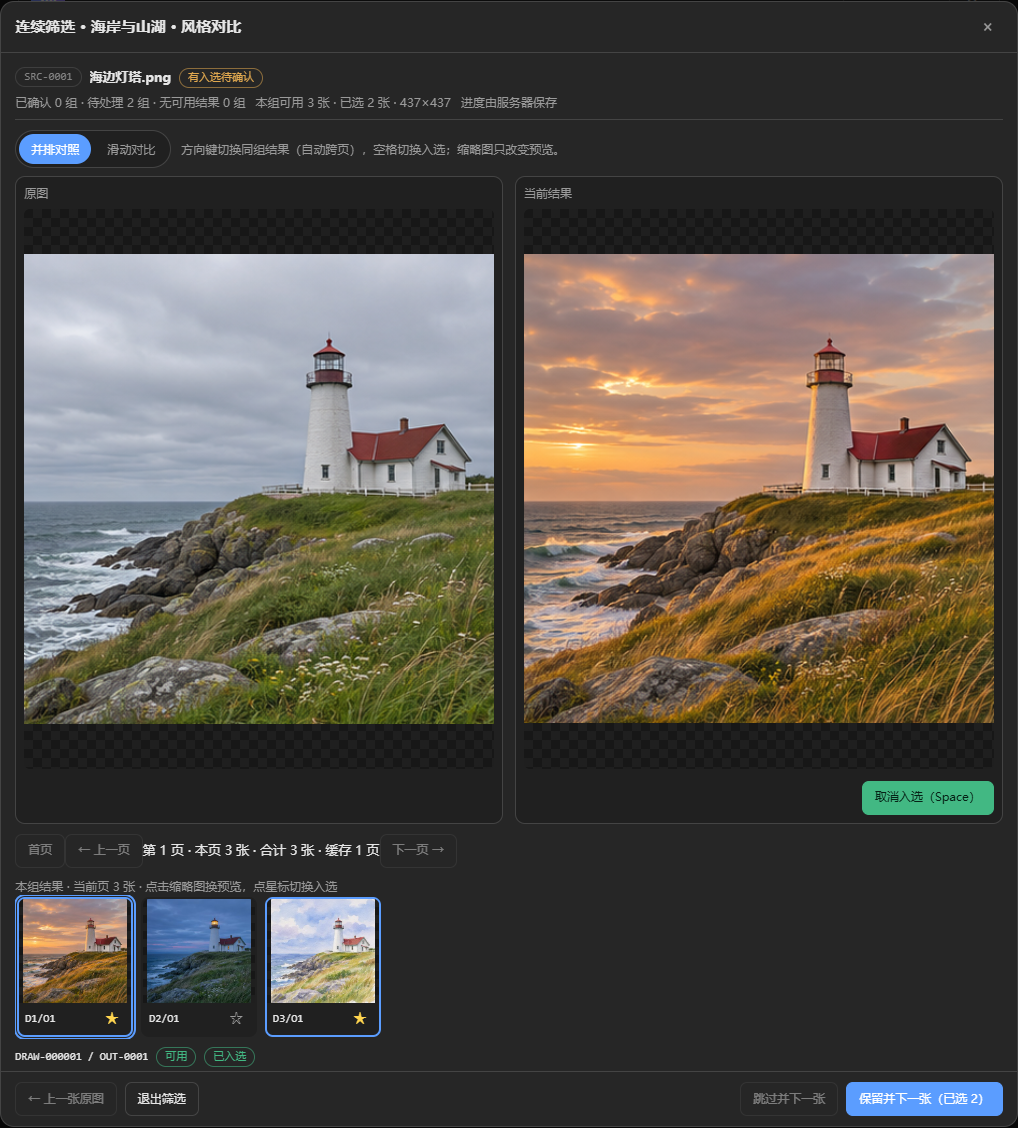 连续筛选 • 海岸与山湖 • 风格对比 ×
SRC-0001 海边灯塔.png 有入选待确认
已确认 0 组 · 待处理 2 组 · 无可用结果 0 组 本组可用 3 张 · 已选 2 张 · 437×437 进度由服务器保存
并排对照 滑动对比 方向键切换同组结果（自动跨页），空格切换入选；缩略图只改变预览。
原图
当前结果
取消入选（Space）
首页 ← 上一页 第 1 页 · 本页 3 张 · 合计 3 张 · 缓存 1 页 下一页 →
本组结果 · 当前页 3 张 · 点击缩略图换预览，点星标切换入选
D1/01 ★ D2/01 ☆ D3/01 ★
DRAW-000001 / OUT-0001 可用 已入选
← 上一张原图 退出筛选 跳过并下一张 保留并下一张（已选 2）